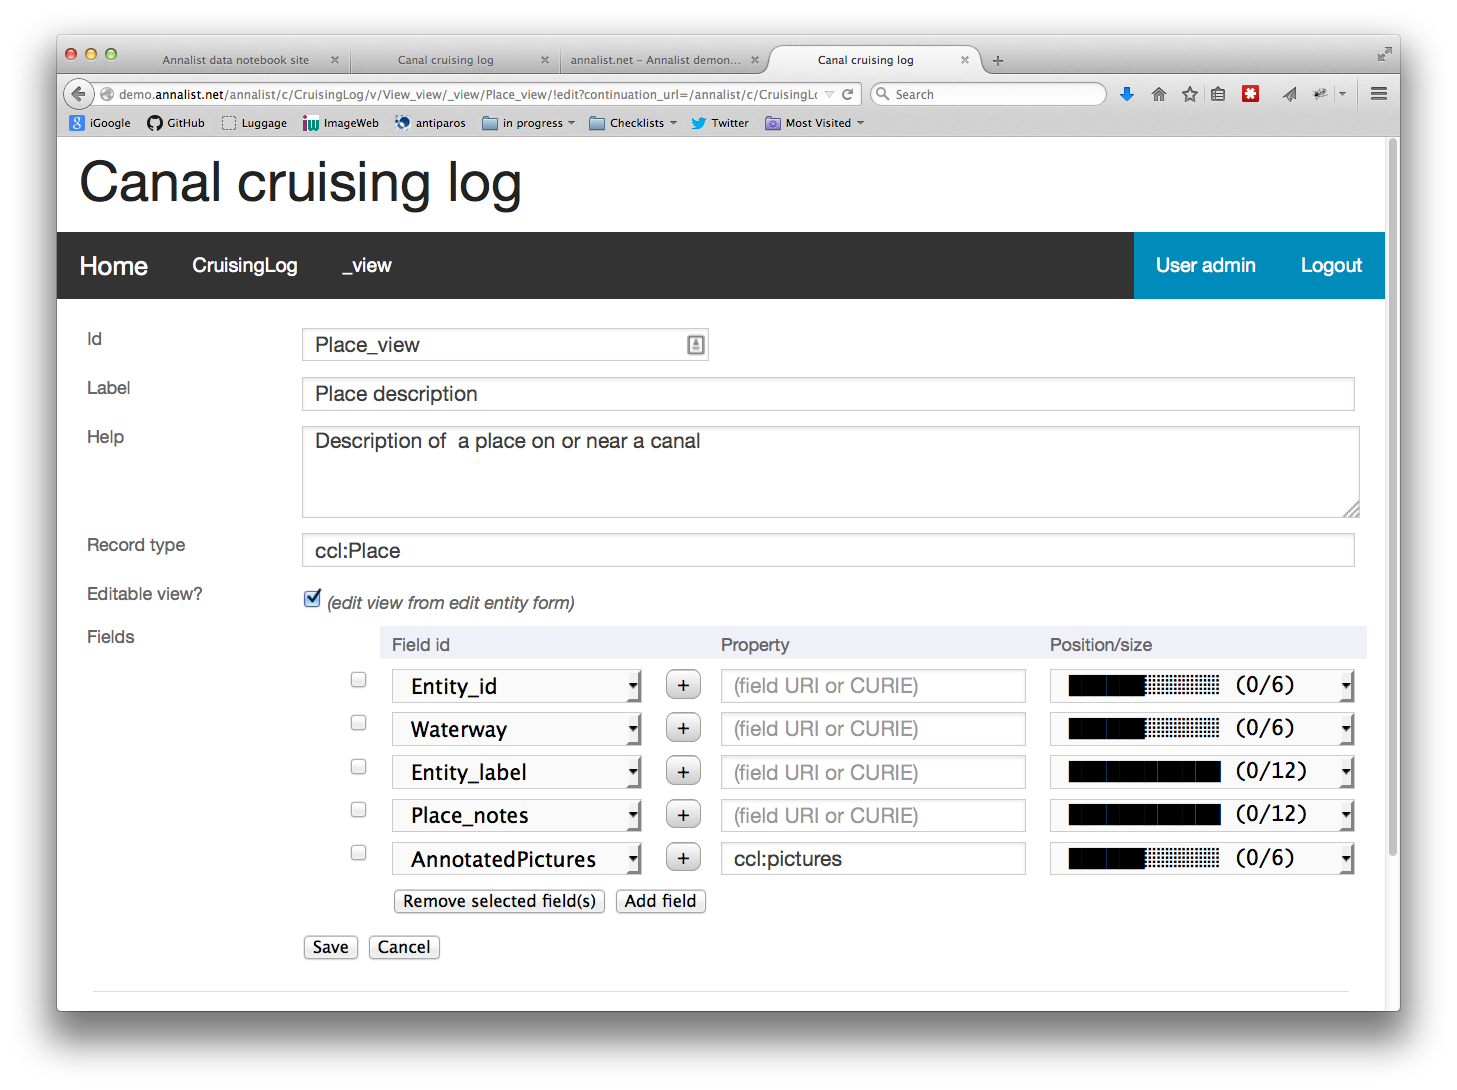 Annalist data notebook site
Canal cruising log
annalist.net – Annalist demon...
Canal cruising log
demo.annalist.net/annalist/c/CruisingLog/v/View_view/_view/Place_view/!edit?continuation_url=/annalist/c/CruisingLo
Search
iGoogle
GitHub
Luggage
ImageWeb
antiparos
in progress
Checklists
Twitter
Most Visited
Canal cruising log
Home CruisingLog _view User admin Logout
Id Place_view
Label Place description
Help Description of  a place on or near a canal
Record type ccl:Place
Editable view? (edit view from edit entity form)
Fields Field id Property Position/size
Entity_id + (field URI or CURIE) (0/6)
Waterway + (field URI or CURIE) (0/6)
Entity_label + (field URI or CURIE) (0/12)
Place_notes + (field URI or CURIE) (0/12)
AnnotatedPictures + ccl:pictures (0/6)
Remove selected field(s) Add field
Save Cancel